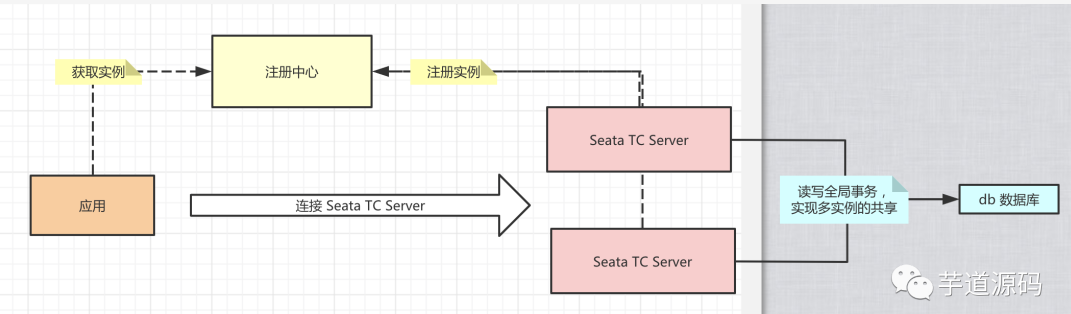 获取实例
注册中心
注册实例
Seata TC Server
应用
连接 Seata TC Server
读写全局事务，
实现多实例的共享
db 数据库
Seata TC Server
芋道源码